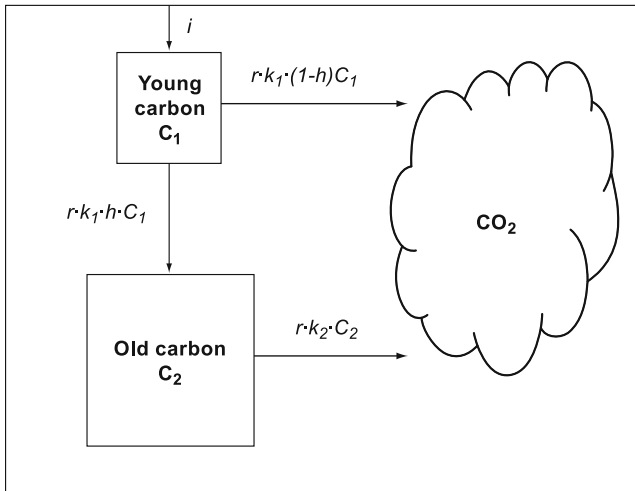 i
Young
carbon
C₁
r·k₁·(1-h)C₁
r·k₁·h·C₁
CO₂
Old carbon
C₂
r·k₂·C₂